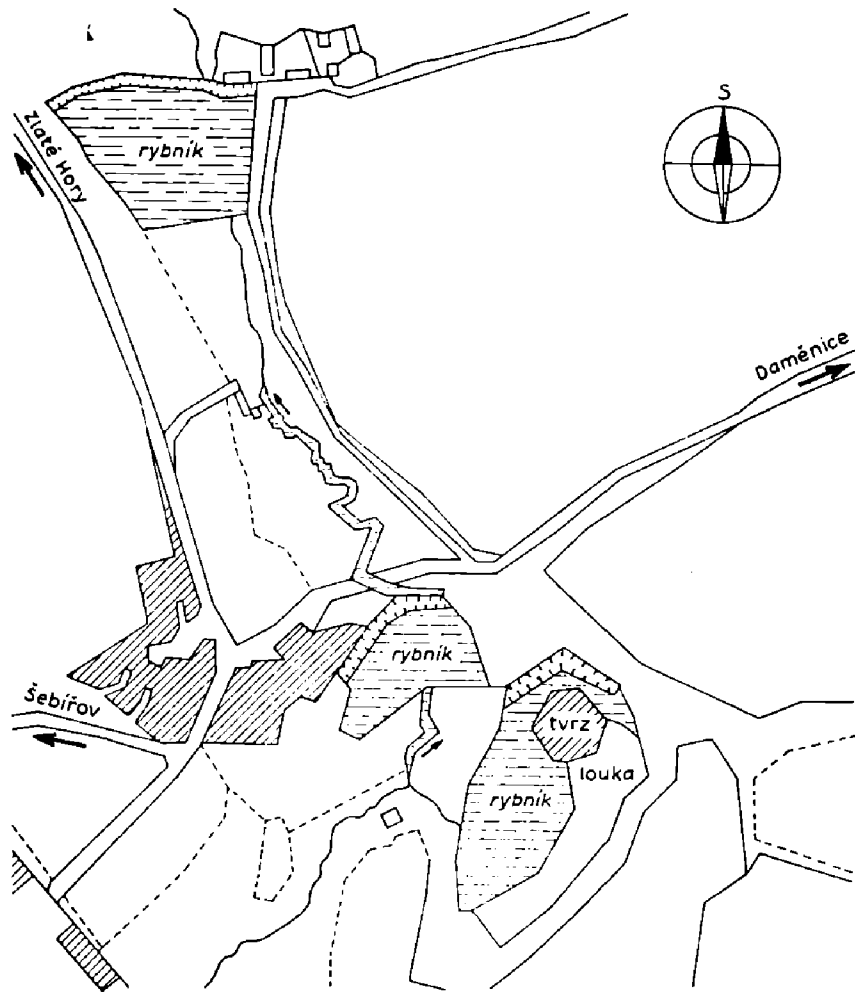 S
Zlaté Hory
rybník
Daměnice
rybník
Šebířov
tvrz
louka
rybník